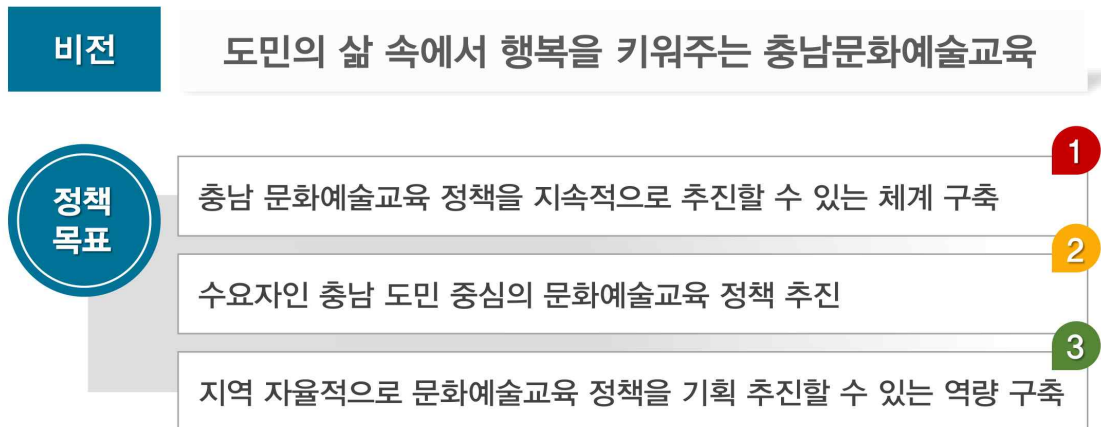 비전
도민의 삶 속에서 행복을 키워주는 충남문화예술교육
정책
목표
1
충남 문화예술교육 정책을 지속적으로 추진할 수 있는 체계 구축
2
수요자인 충남 도민 중심의 문화예술교육 정책 추진
3
지역 자율적으로 문화예술교육 정책을 기획 추진할 수 있는 역량 구축